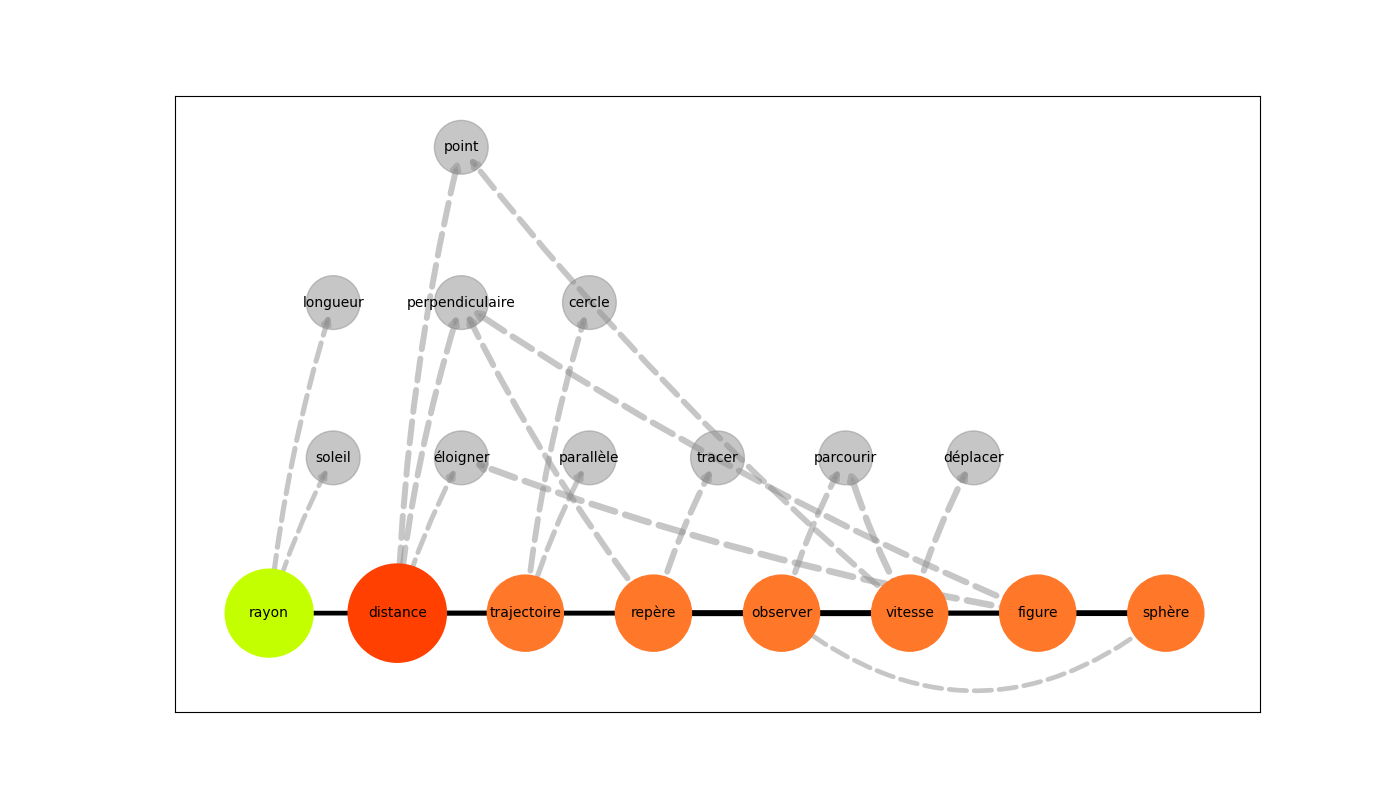 point
longueur
perpendiculaire
cercle
soleil
éloigner
parallèle
tracer
parcourir
déplacer
rayon
distance
trajectoire
repère
observer
vitesse
figure
sphère